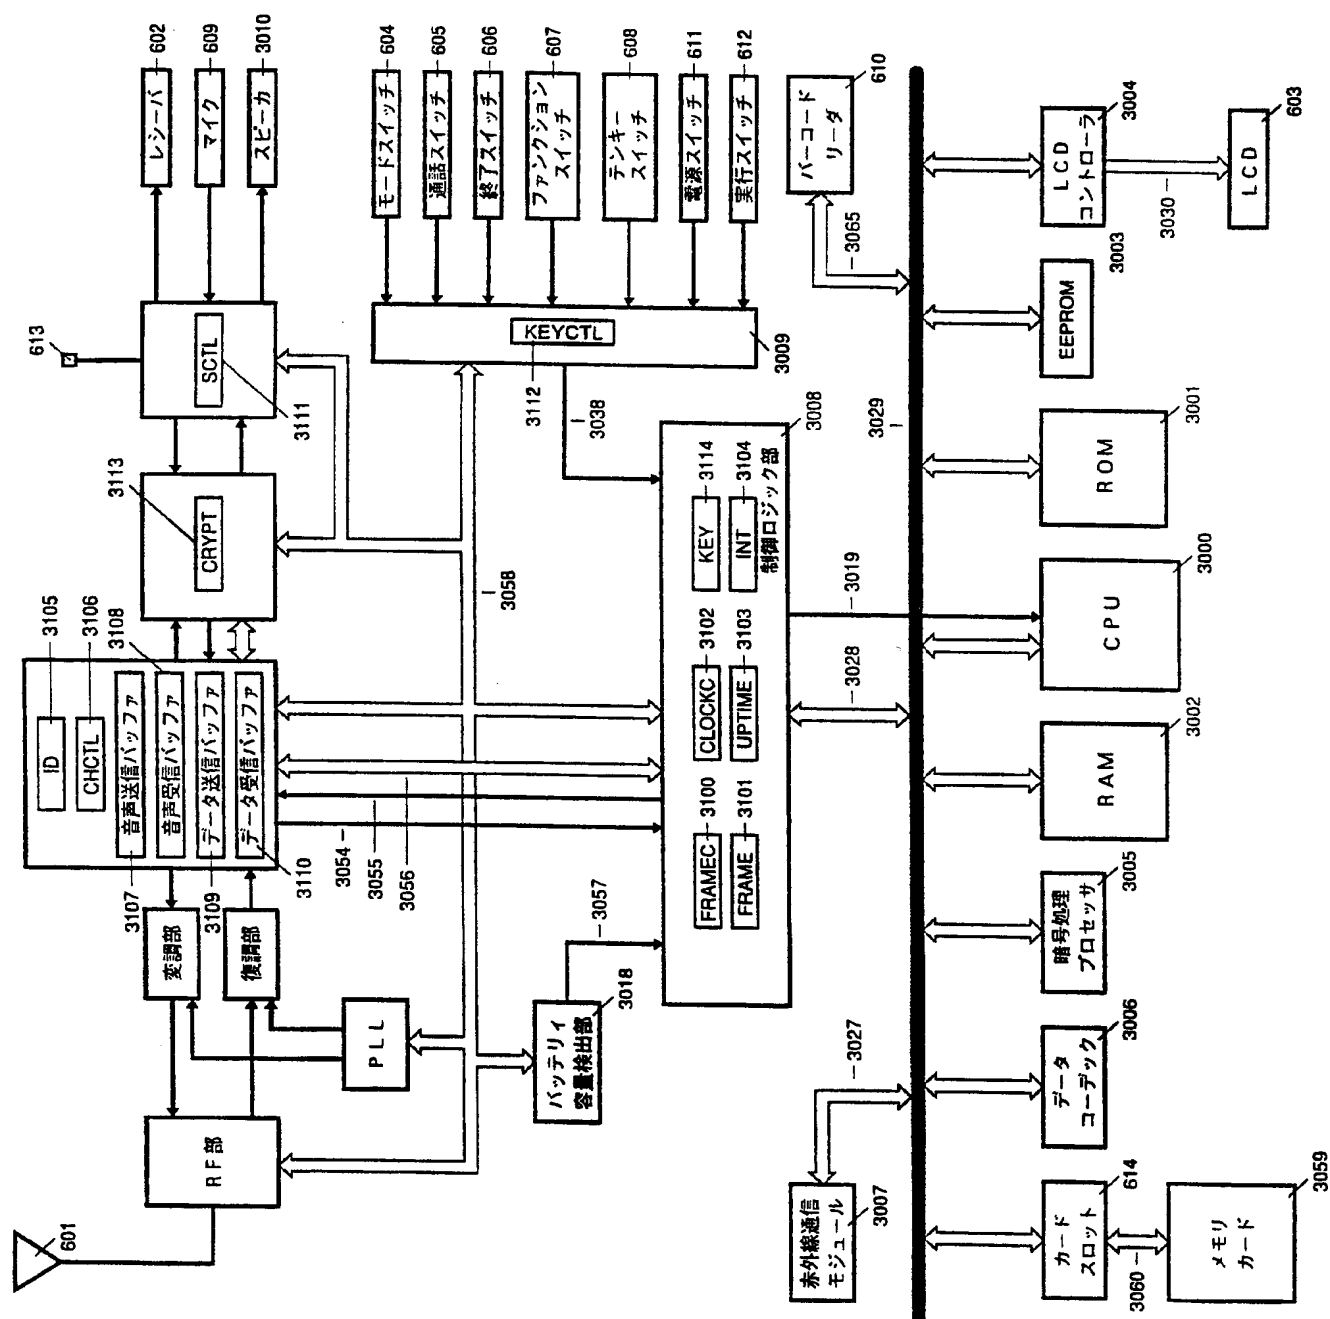 601
RF部
PLL
変調部
復調部
ID
3105
CHCTL
3106
音声送信バッファ
3107
音声受信バッファ
3108
データ送信バッファ
3109
データ受信バッファ
3110
CRYPT
3113
SCTL
3111
613
レシーバ
602
マイク
609
スピーカ
3010
モードスイッチ
604
通話スイッチ
605
終了スイッチ
606
ファンクション
スイッチ
607
テンキー
スイッチ
608
電源スイッチ
611
実行スイッチ
612
KEYCTL
3112
3009
3038
3058
3054
3055
3056
バッテリィ
容量検出部
3018
3057
FRAMEC
3100
FRAME
3101
CLOCKC
3102
UPTIME
3103
KEY
3114
INT
3104
制御ロジック部
3008
赤外線通信
モジュール
3007
3027
3028
3019
3029
バーコード
リーダ
610
3065
カード
スロット
614
3060
メモリ
カード
3059
データ
コーデック
3006
暗号処理
プロセッサ
3005
RAM
3002
CPU
3000
ROM
3001
EEPROM
3003
LCD
コントローラ
3004
3030
LCD
603